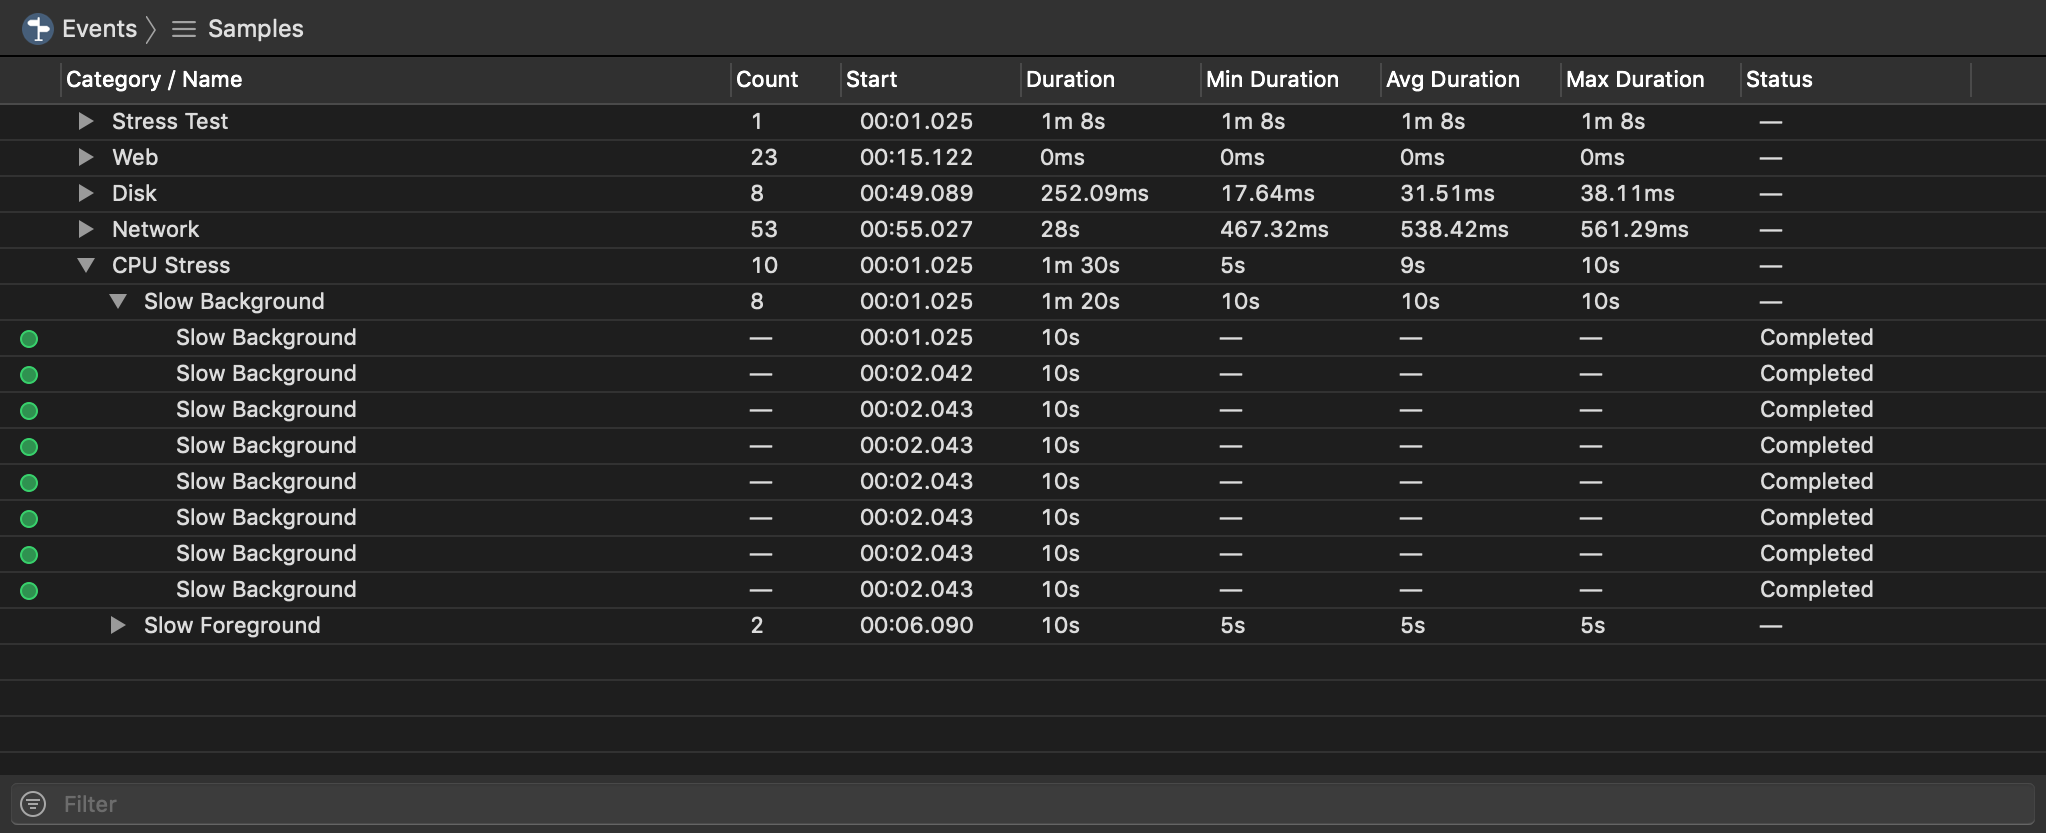 Events Samples
Category / Name Count Start Duration Min Duration Avg Duration Max Duration Status
Stress Test 1 00:01.025 1m 8s 1m 8s 1m 8s 1m 8s —
Web 23 00:15.122 0ms 0ms 0ms 0ms —
Disk 8 00:49.089 252.09ms 17.64ms 31.51ms 38.11ms —
Network 53 00:55.027 28s 467.32ms 538.42ms 561.29ms —
CPU Stress 10 00:01.025 1m 30s 5s 9s 10s —
Slow Background 8 00:01.025 1m 20s 10s 10s 10s —
Slow Background — 00:01.025 10s — — — Completed
Slow Background — 00:02.042 10s — — — Completed
Slow Background — 00:02.043 10s — — — Completed
Slow Background — 00:02.043 10s — — — Completed
Slow Background — 00:02.043 10s — — — Completed
Slow Background — 00:02.043 10s — — — Completed
Slow Background — 00:02.043 10s — — — Completed
Slow Background — 00:02.043 10s — — — Completed
Slow Foreground 2 00:06.090 10s 5s 5s 5s —
Filter